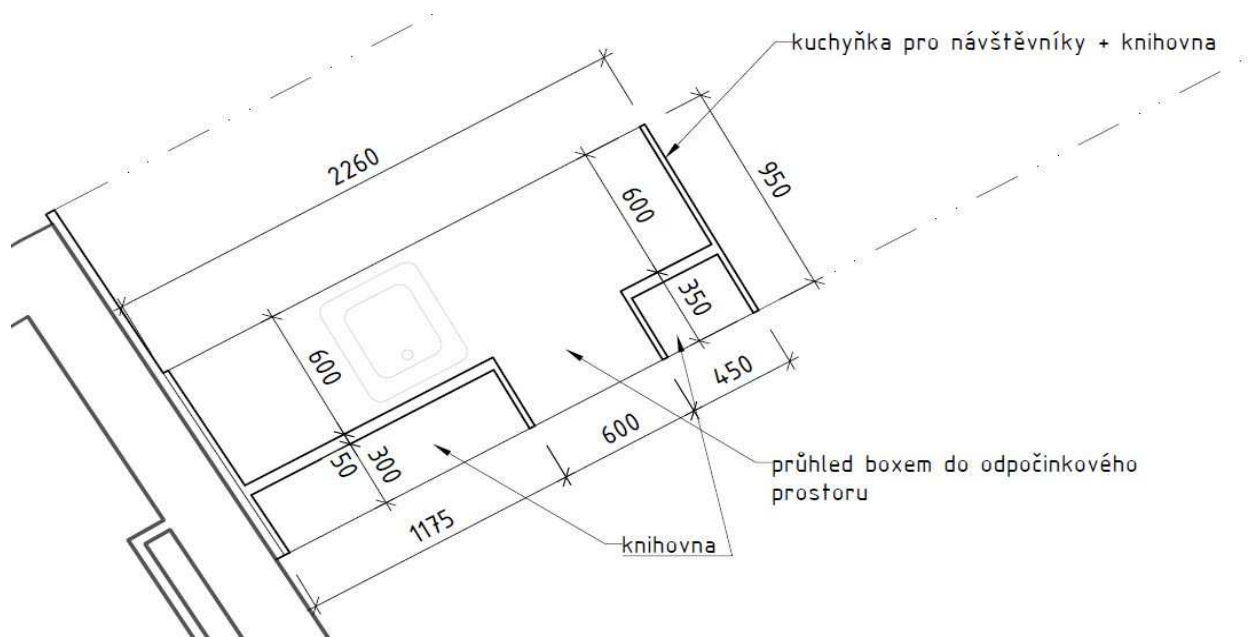 kuchyňka pro návštěvníky + knihovna
2260
950
600
350
600
450
600
50
300
1175
průhled boxem do odpočinkového
prostoru
knihovna